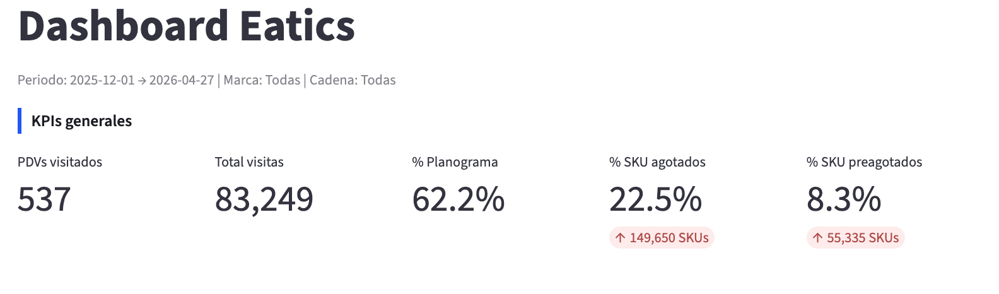 Dashboard Eatics
Periodo: 2025-12-01 → 2026-04-27 | Marca: Todas | Cadena: Todas
KPIs generales
PDVs visitados
537
Total visitas
83,249
% Planograma
62.2%
% SKU agotados
22.5%
↑ 149,650 SKUs
% SKU preagotados
8.3%
↑ 55,335 SKUs